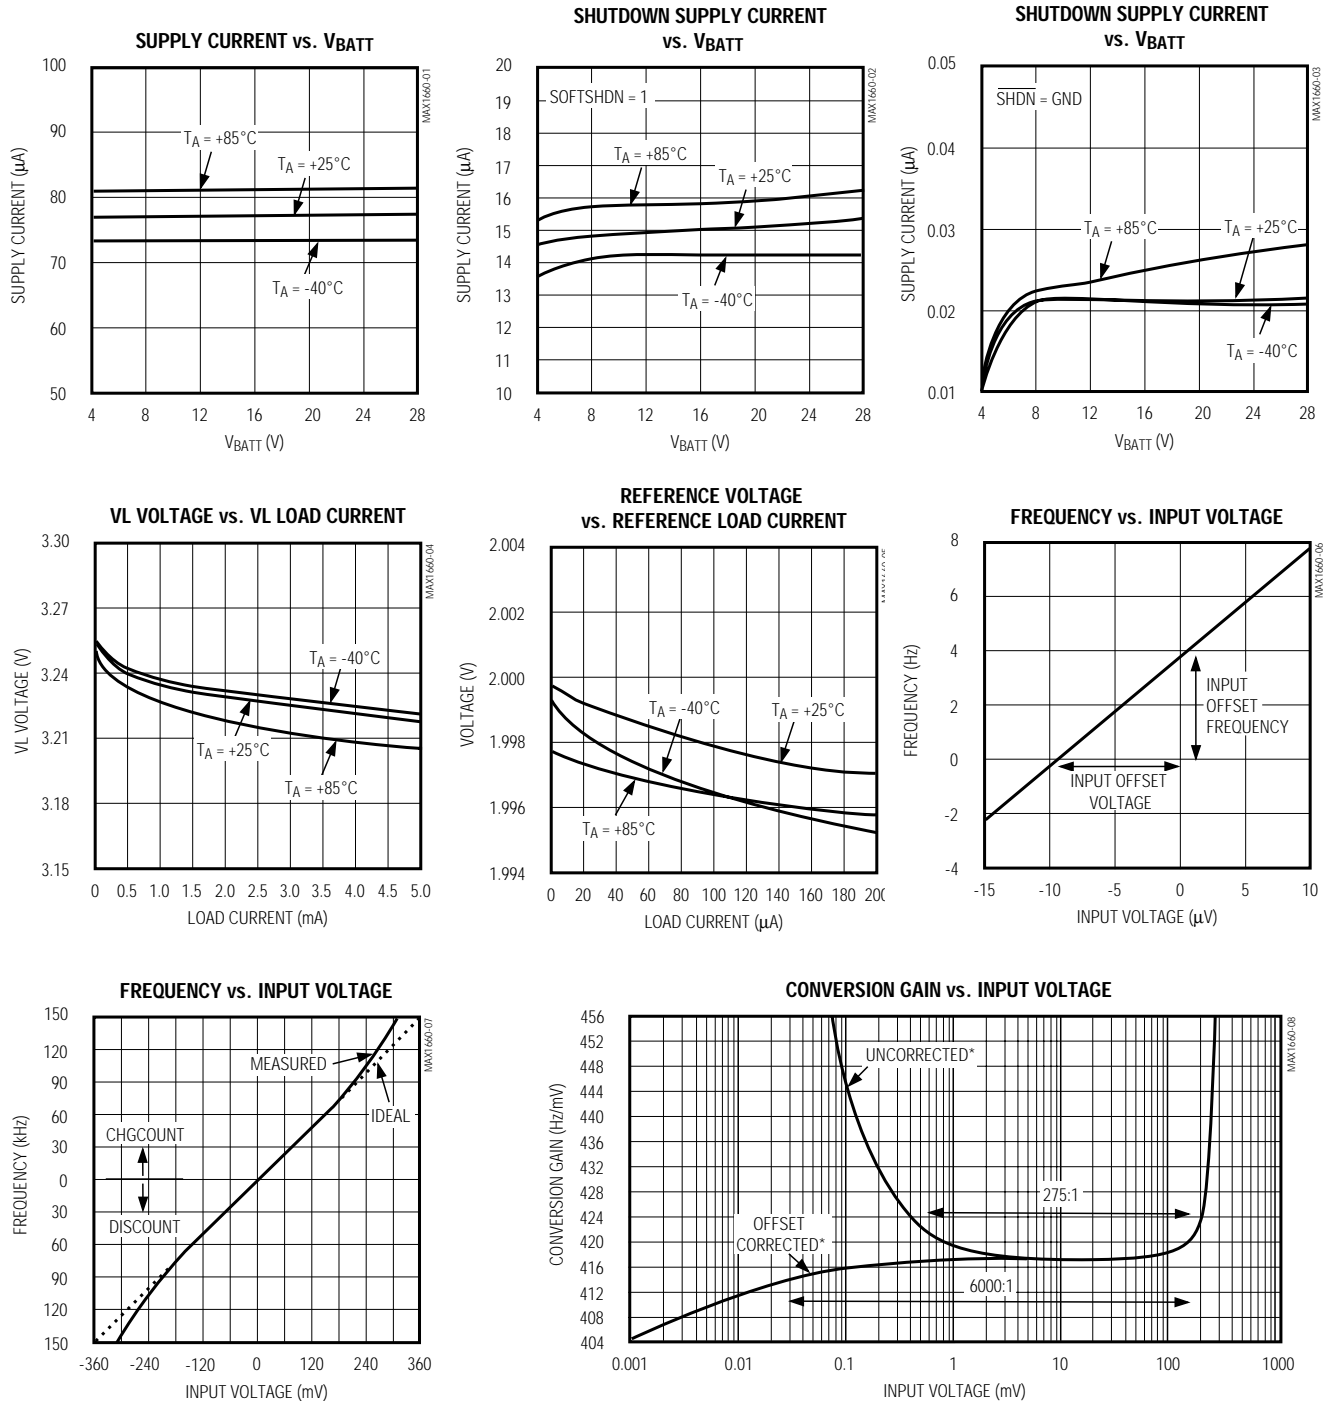 SUPPLY CURRENT vs. VBATT
100
90
80
70
60
50
SUPPLY CURRENT (µA)
TA = +85°C
TA = +25°C
TA = -40°C
4 8 12 16 20 24 28
VBATT (V)
MAX1660-01
SHUTDOWN SUPPLY CURRENT
vs. VBATT
20
19
18
17
16
15
14
13
12
11
10
SUPPLY CURRENT (µA)
SOFTSHDN = 1
TA = +85°C
TA = +25°C
TA = -40°C
4 8 12 16 20 24 28
VBATT (V)
MAX1660-02
SHUTDOWN SUPPLY CURRENT
vs. VBATT
0.05
0.04
0.03
0.02
0.01
SUPPLY CURRENT (µA)
SHDN = GND
TA = +85°C
TA = +25°C
TA = -40°C
4 8 12 16 20 24 28
VBATT (V)
MAX1660-03
VL VOLTAGE vs. VL LOAD CURRENT
3.30
3.27
3.24
3.21
3.18
3.15
VL VOLTAGE (V)
TA = -40°C
TA = +25°C
TA = +85°C
0 0.5 1.0 1.5 2.0 2.5 3.0 3.5 4.0 4.5 5.0
LOAD CURRENT (mA)
MAX1660-04
REFERENCE VOLTAGE
vs. REFERENCE LOAD CURRENT
2.004
2.002
2.000
1.998
1.996
1.994
VOLTAGE (V)
TA = -40°C
TA = +25°C
TA = +85°C
0 20 40 60 80 100 120 140 160 180 200
LOAD CURRENT (µA)
FREQUENCY vs. INPUT VOLTAGE
8
6
4
2
0
-2
-4
FREQUENCY (Hz)
INPUT
OFFSET
FREQUENCY
INPUT OFFSET
VOLTAGE
-15 -10 -5 0 5 10
INPUT VOLTAGE (µV)
MAX1660-06
FREQUENCY vs. INPUT VOLTAGE
150
120
90
60
30
0
30
60
90
120
150
FREQUENCY (kHz)
MEASURED
IDEAL
CHGCOUNT
DISCOUNT
-360 -240 -120 0 120 240 360
INPUT VOLTAGE (mV)
MAX1660-07
CONVERSION GAIN vs. INPUT VOLTAGE
456
452
448
444
440
436
432
428
424
420
416
412
408
404
CONVERSION GAIN (Hz/mV)
UNCORRECTED*
275:1
OFFSET
CORRECTED*
6000:1
0.001 0.01 0.1 1 10 100 1000
INPUT VOLTAGE (mV)
MAX1660-08